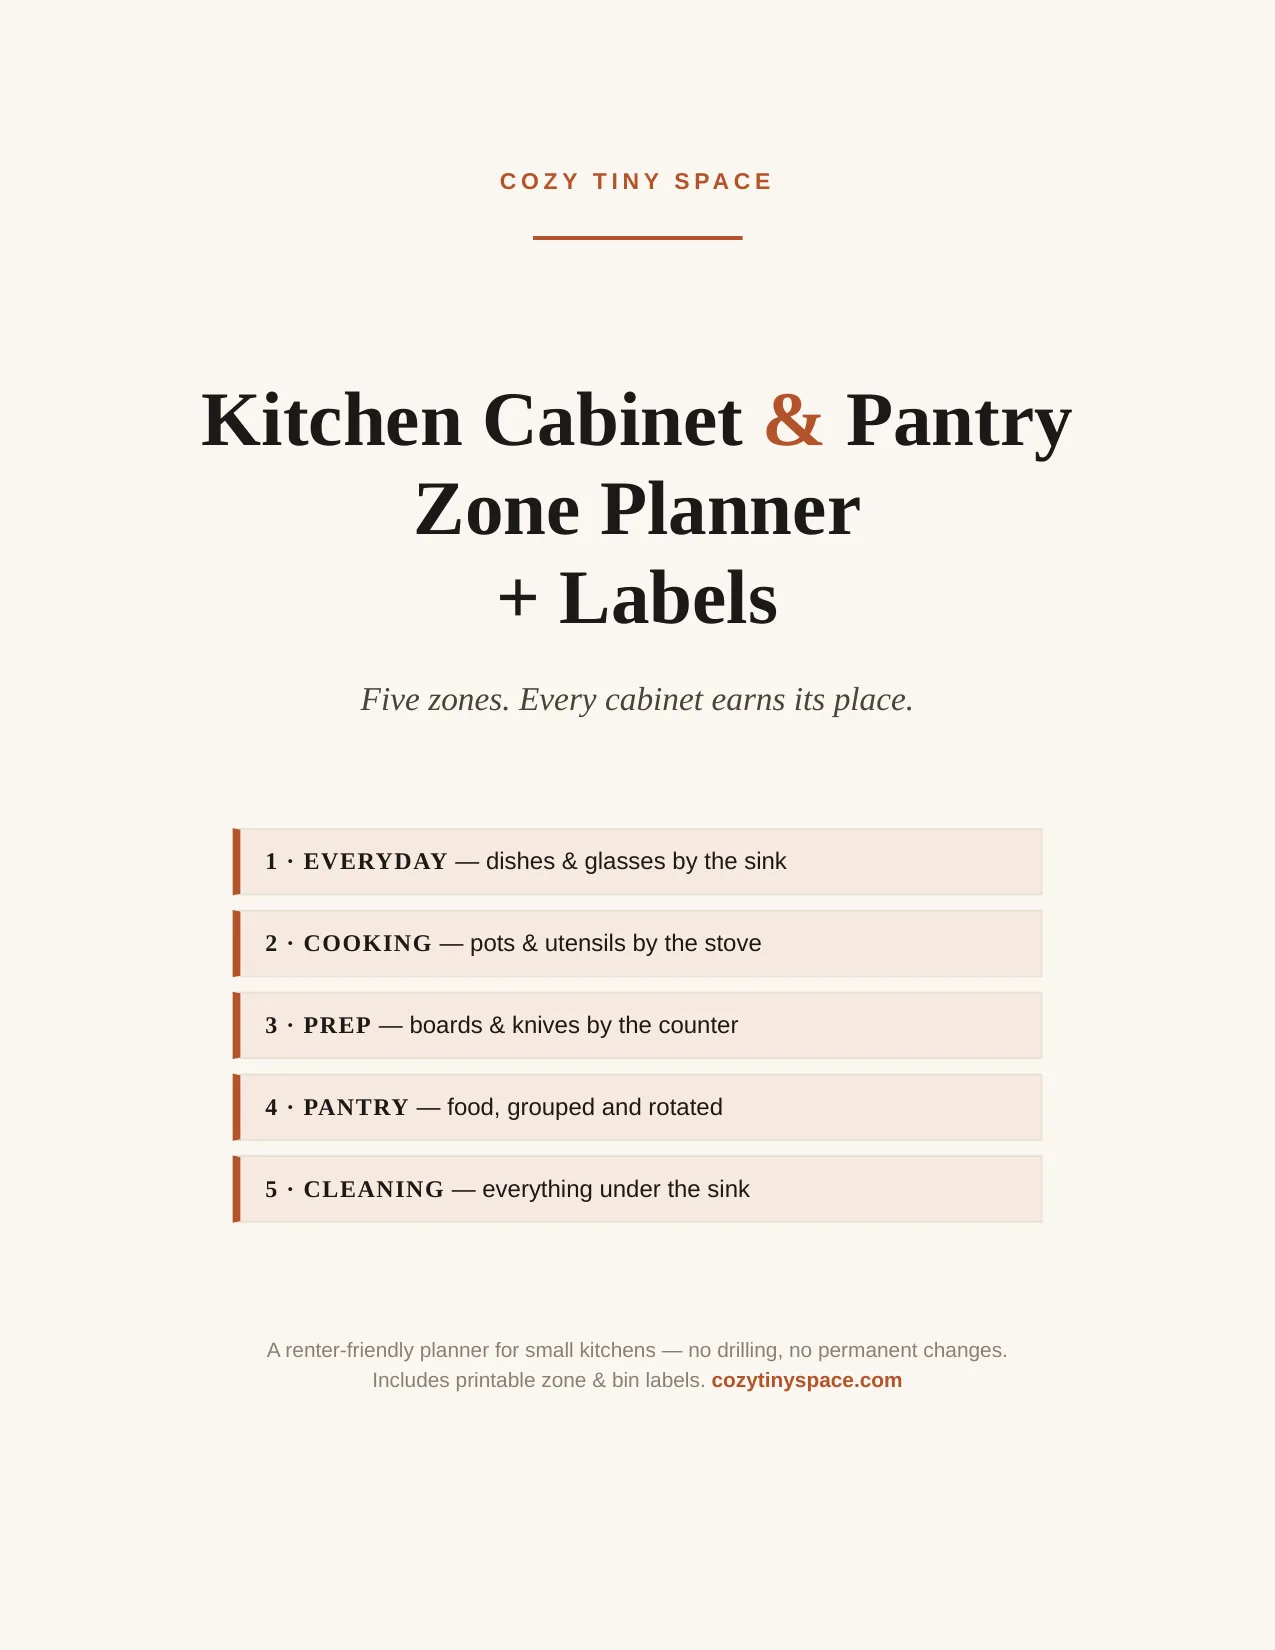 COZY TINY SPACE
Kitchen Cabinet & Pantry
Zone Planner
+ Labels
Five zones. Every cabinet earns its place.
1 · EVERYDAY — dishes & glasses by the sink
2 · COOKING — pots & utensils by the stove
3 · PREP — boards & knives by the counter
4 · PANTRY — food, grouped and rotated
5 · CLEANING — everything under the sink
A renter-friendly planner for small kitchens — no drilling, no permanent changes.
Includes printable zone & bin labels. cozytinyspace.com